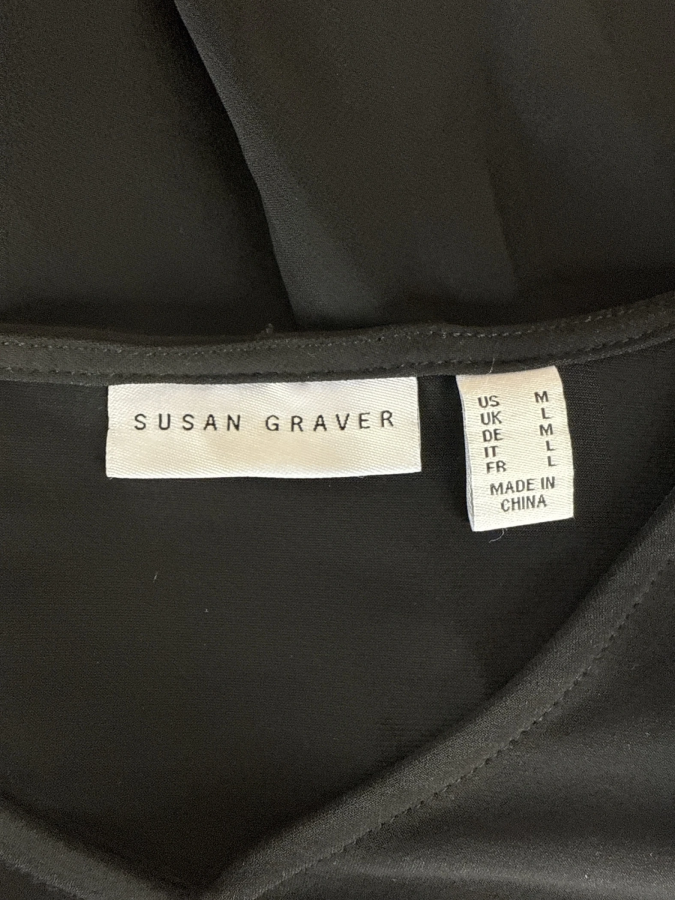 SUSAN GRAVER
US M
UK L
DE M
IT L
FR L
MADE IN
CHINA